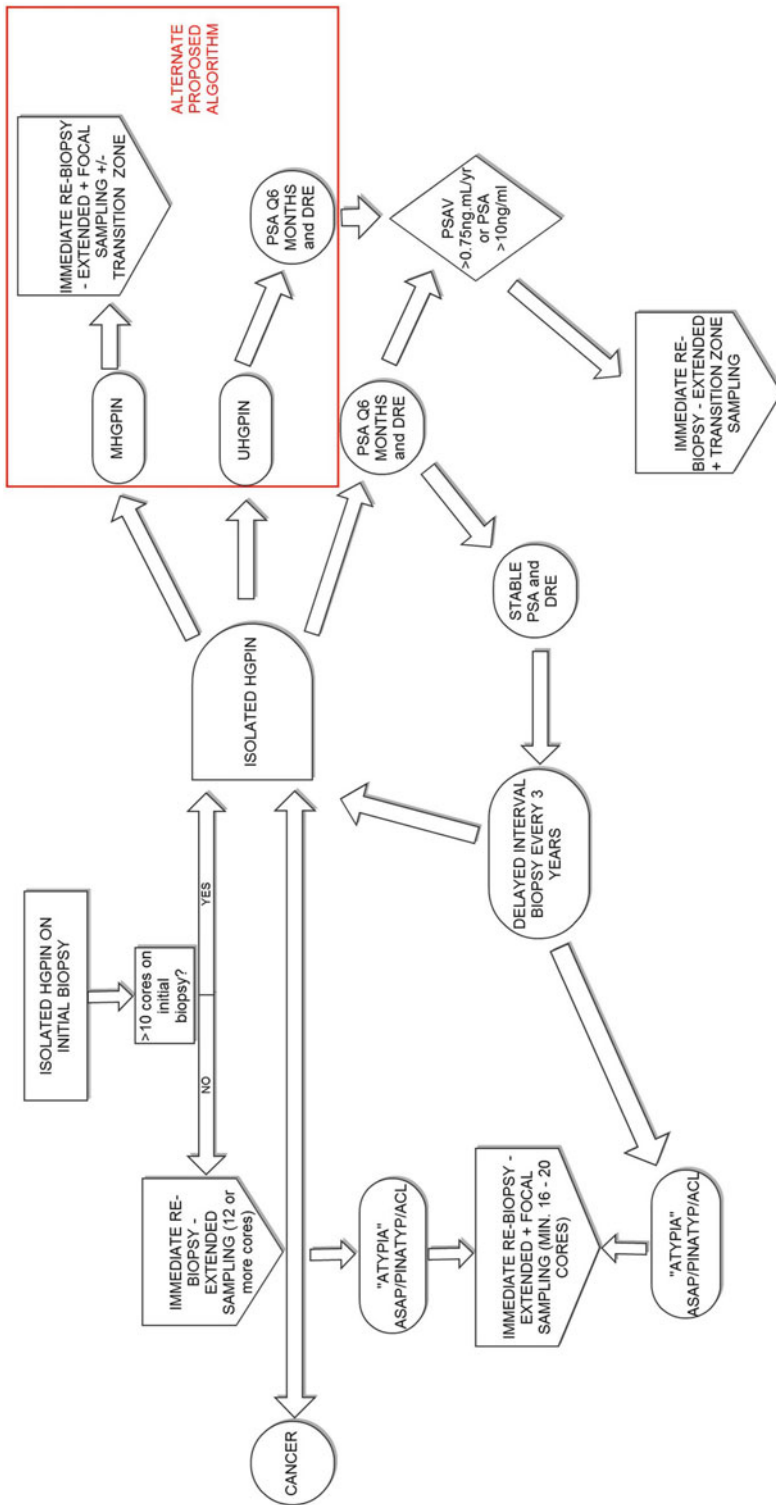 ISOLATED HGPIN ON
INITIAL BIOPSY
>10 cores on
initial
biopsy?
NO
YES
IMMEDIATE RE-
BIOPSY -
EXTENDED
SAMPLING (12 or
more cores)
ISOLATED HGPIN
CANCER
"ATYPIA"
ASAP/PINATYP/ACL
IMMEDIATE RE-BIOPSY -
EXTENDED + FOCAL
SAMPLING (MIN. 16 - 20
CORES)
"ATYPIA"
ASAP/PINATYP/ACL
DELAYED INTERVAL
BIOPSY EVERY 3
YEARS
STABLE
PSA and
DRE
PSA Q6
MONTHS
and DRE
MHGPIN
IMMEDIATE RE-BIOPSY
- EXTENDED + FOCAL
SAMPLING +/-
TRANSITION ZONE
ALTERNATE
PROPOSED
ALGORITHM
UHGPIN
PSA Q6
MONTHS
and DRE
PSAV
>0.75ng.mL/yr
or PSA
>10ng/ml
IMMEDIATE RE-
BIOPSY - EXTENDED
+ TRANSITION ZONE
SAMPLING